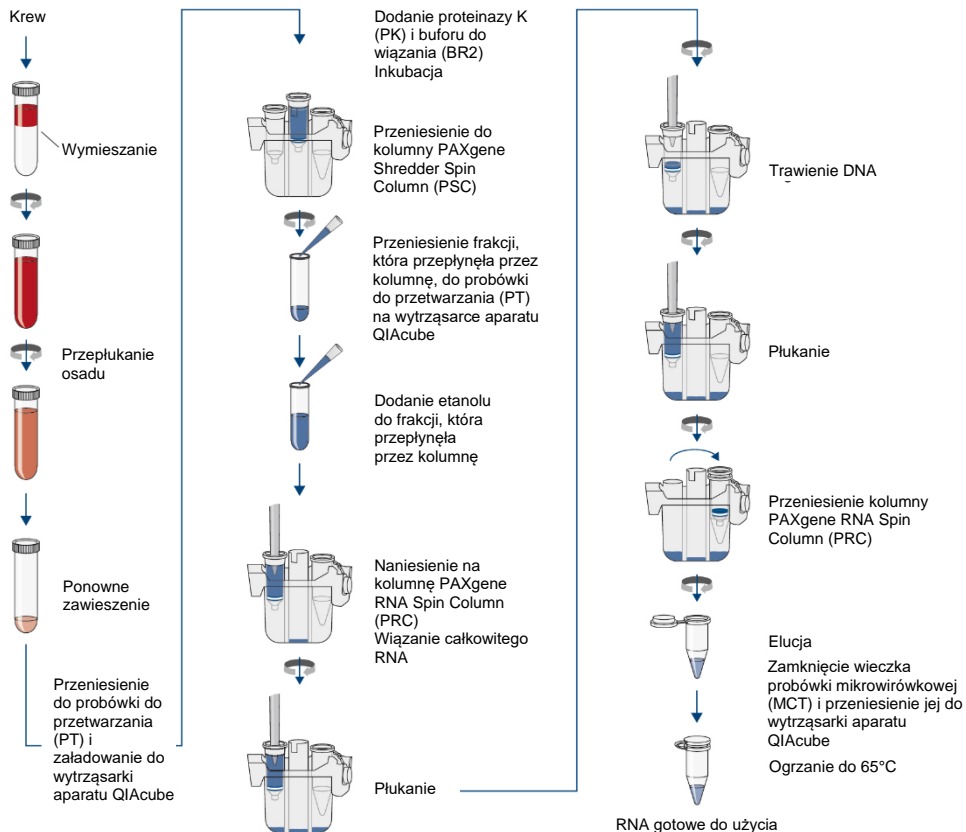 Krew
Wymieszanie
Przepłukanie
osadu
Ponowne
zawieszenie
Przeniesienie
do probówki do
przetwarzania
(PT) i
załadowanie do
wytrząsarki
aparatu QIAcube
Dodanie proteinazy K
(PK) i buforu do
wiązania (BR2)
Inkubacja
Przeniesienie do
kolumny PAXgene
Shredder Spin
Column (PSC)
Przeniesienie frakcji,
która przepłynęła przez
kolumnę, do probówki
do przetwarzania (PT)
na wytrząsarce aparatu
QIAcube
Dodanie etanolu
do frakcji, która
przepłynęła
przez kolumnę
Naniesienie na
kolumnę PAXgene
RNA Spin Column
(PRC)
Wiązanie całkowitego
RNA
Płukanie
Trawienie DNA
Płukanie
Przeniesienie kolumny
PAXgene RNA Spin
Column (PRC)
Elucja
Zamknięcie wieczka
probówki mikrowirówkowej
(MCT) i przeniesienie jej do
wytrząsarki aparatu
QIAcube
Ogrzanie do 65°C
RNA gotowe do użycia